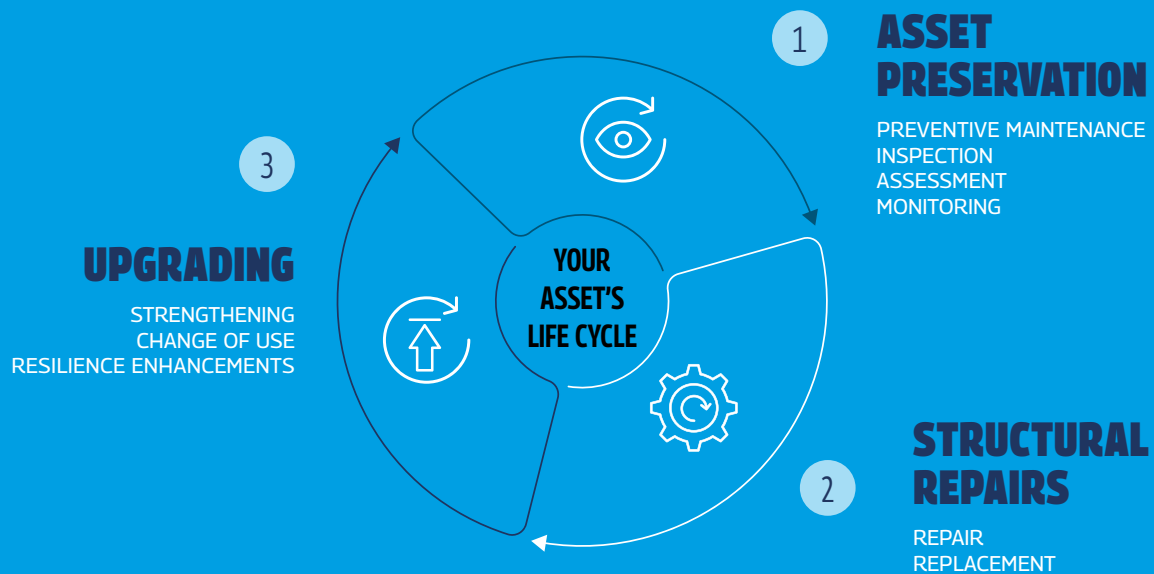 1
ASSET
PRESERVATION
PREVENTIVE MAINTENANCE
INSPECTION
ASSESSMENT
MONITORING
3
UPGRADING
STRENGTHENING
CHANGE OF USE
RESILIENCE ENHANCEMENTS
YOUR
ASSET'S
LIFE CYCLE
2
STRUCTURAL
REPAIRS
REPAIR
REPLACEMENT